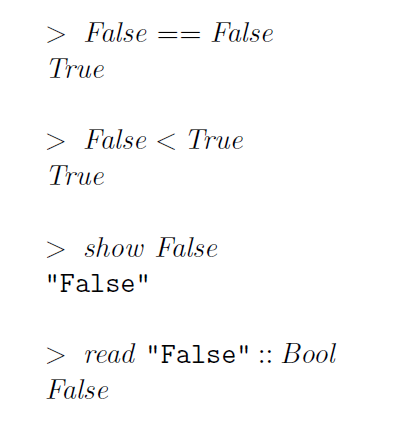 > False == False
True
> False < True
True
> show False
"False"
> read "False" :: Bool
False